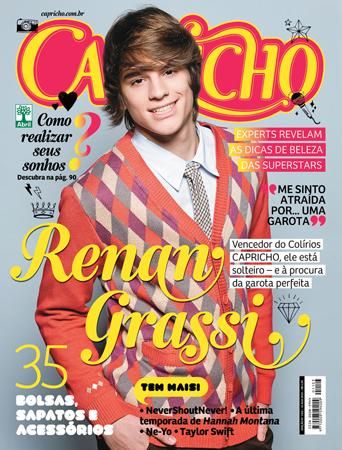 capricho.com.br
CAPRICHO
Abril
Como
realizar
seus
sonhos?
Descubra na pág. 90
EXPERTS REVELAM
AS DICAS DE BELEZA
DAS SUPERSTARS
"ME SINTO
ATRAÍDA
POR... UMA
GAROTA"
Renan
Grassi
Vencedor do Colírios
CAPRICHO, ele está
solteiro – e à procura
da garota perfeita
35
BOLSAS,
SAPATOS E
ACESSÓRIOS
TEM MAIS!
• NeverShoutNever! • A última
temporada de Hannah Montana
• Ne-Yo • Taylor Swift